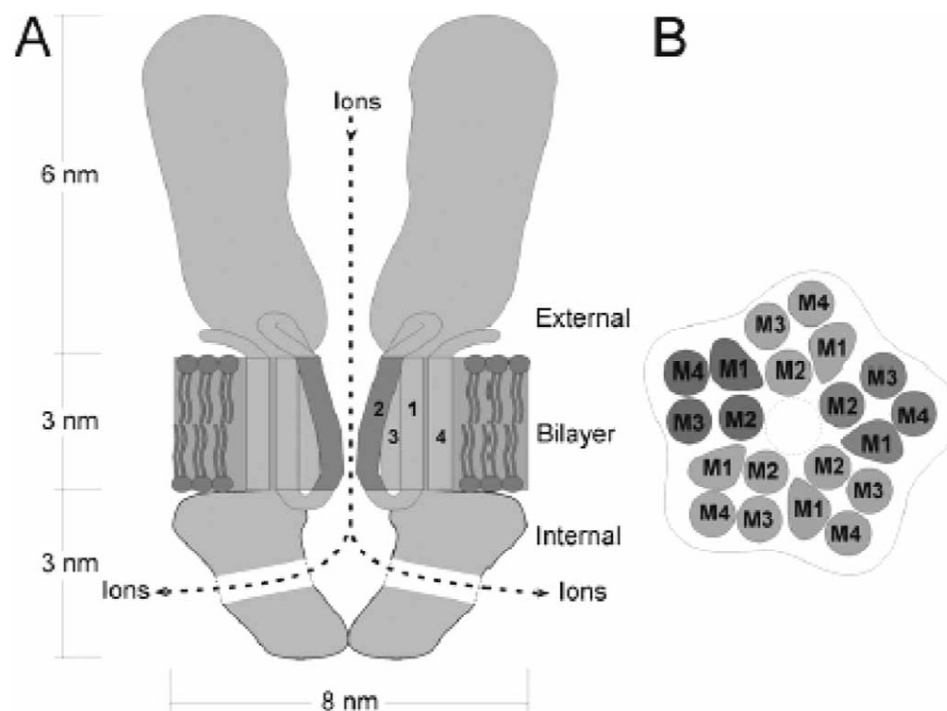 A
B
Ions
6 nm
External
2
1
3
4
3 nm
Bilayer
Internal
3 nm
Ions
Ions
8 nm
M4
M3
M1
M4
M1
M2
M3
M3
M2
M2
M4
M1
M1
M2
M2
M3
M4
M3
M1
M4